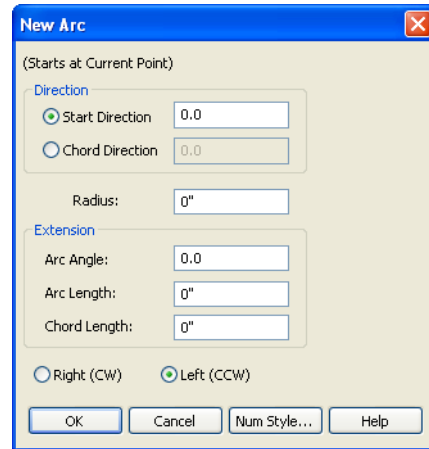 New Arc
(Starts at Current Point)
Direction
Start Direction 0.0
Chord Direction 0.0
Radius: 0"
Extension
Arc Angle: 0.0
Arc Length: 0"
Chord Length: 0"
Right (CW) Left (CCW)
OK Cancel Num Style... Help